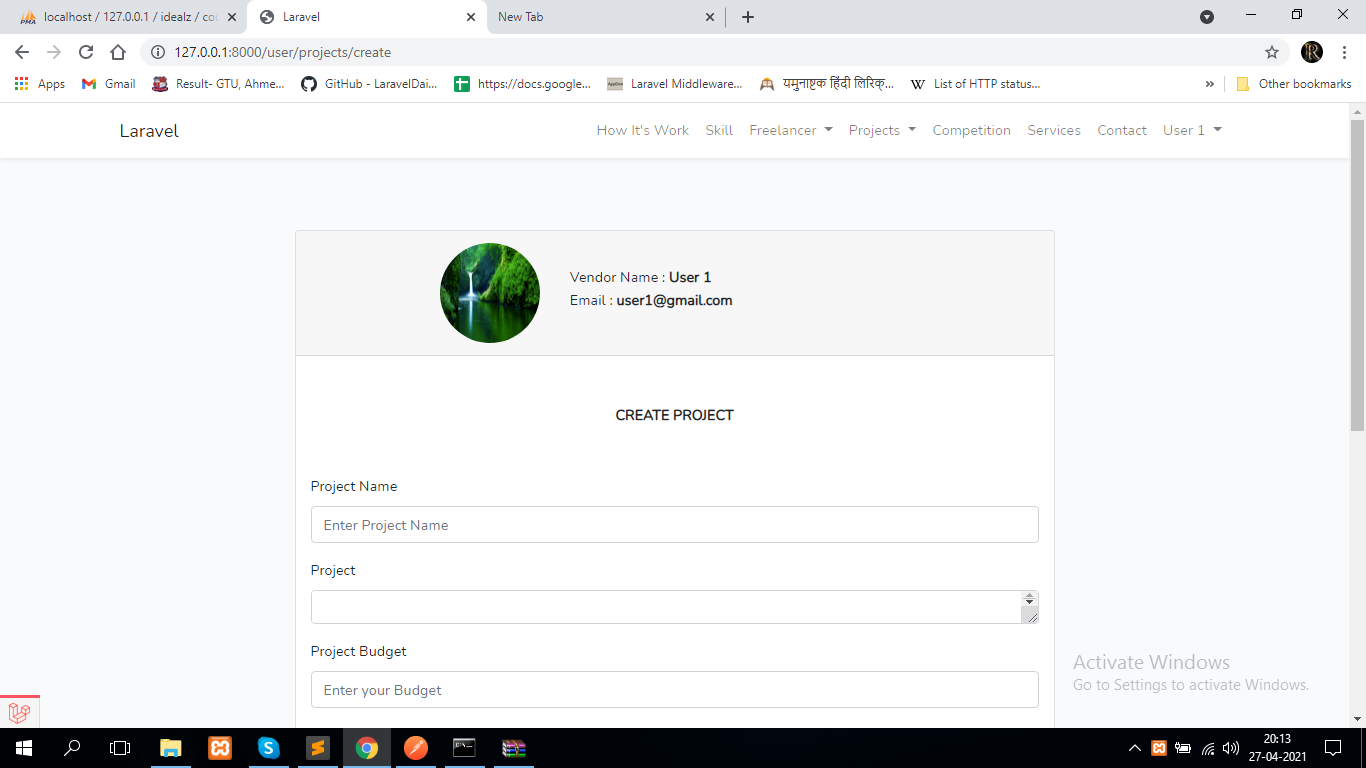 localhost / 127.0.0.1 / idealz / cou
Laravel
New Tab
127.0.0.1:8000/user/projects/create
Apps
Gmail
Result- GTU, Ahme...
GitHub - LaravelDai...
https://docs.google...
Laravel Middleware...
यमुनाष्टक हिंदी लिरिक्...
List of HTTP status...
»
Other bookmarks
Laravel
How It's Work
Skill
Freelancer
Projects
Competition
Services
Contact
User 1
Vendor Name : User 1
Email : user1@gmail.com
CREATE PROJECT
Project Name
Enter Project Name
Project
Project Budget
Enter your Budget
Activate Windows
Go to Settings to activate Windows.
20:13
27-04-2021